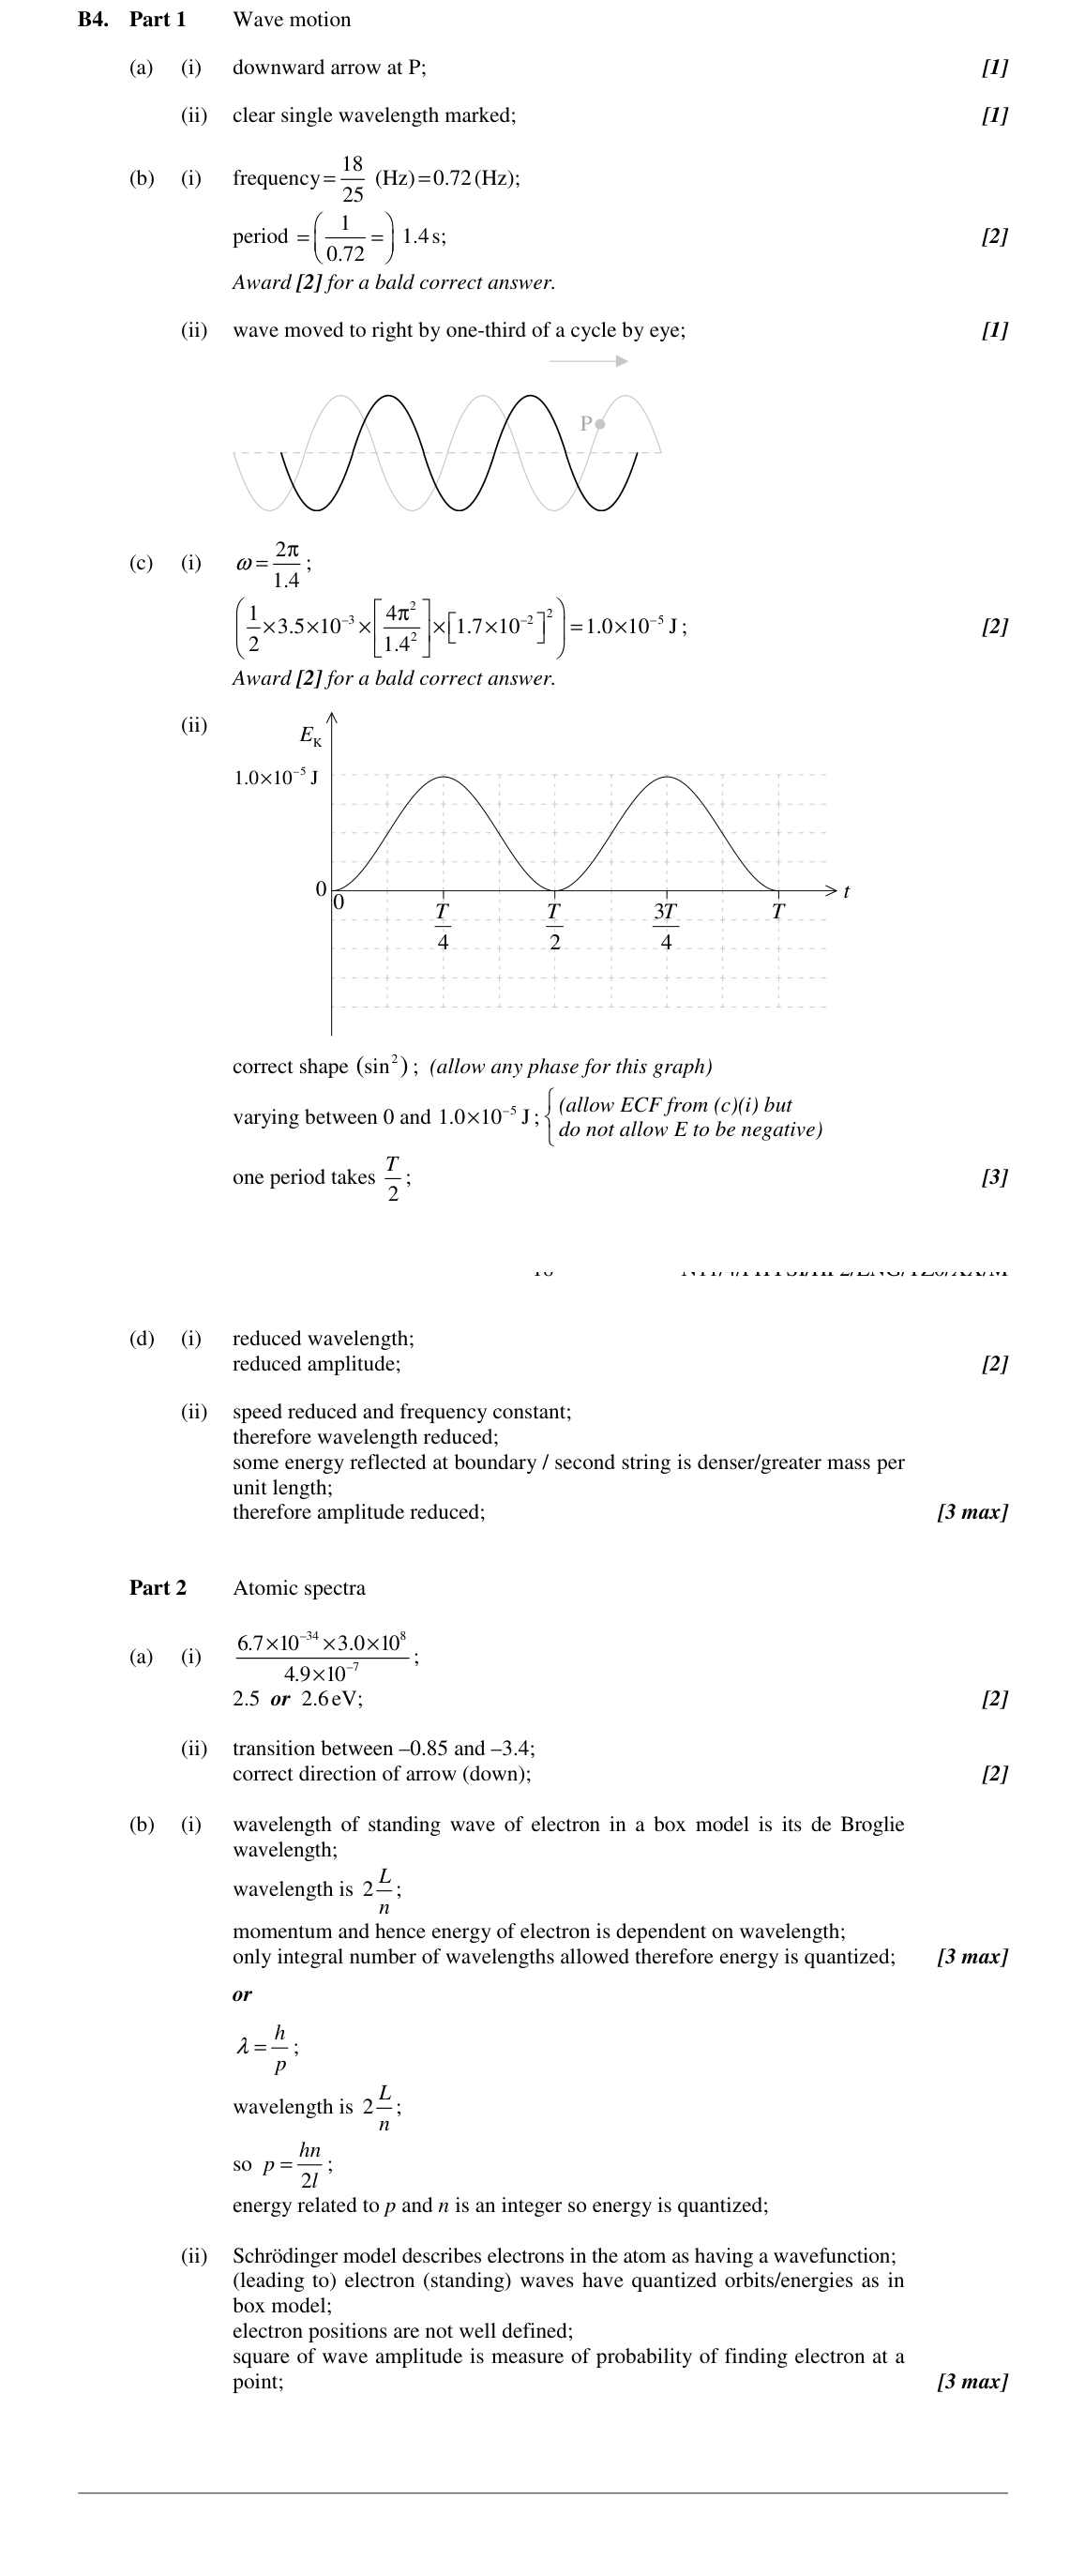 B4. Part 1 Wave motion
(a) (i) downward arrow at P; [1]
(ii) clear single wavelength marked; [1]
(b) (i) frequency = 18/25 (Hz) = 0.72 (Hz);
period = (1/0.72 =) 1.4 s; [2]
Award [2] for a bald correct answer.
(ii) wave moved to right by one-third of a cycle by eye; [1]
P
(c) (i) ω = 2π/1.4 ;
(1/2 × 3.5×10⁻³ × [4π²/1.4²] × [1.7×10⁻²]²) = 1.0×10⁻⁵ J ; [2]
Award [2] for a bald correct answer.
(ii) E_K
1.0×10⁻⁵ J
0
0 T/4 T/2 3T/4 T t
correct shape (sin²) ; (allow any phase for this graph)
varying between 0 and 1.0×10⁻⁵ J ; { (allow ECF from (c)(i) but
do not allow E to be negative)
one period takes T/2 ; [3]
(d) (i) reduced wavelength;
reduced amplitude; [2]
(ii) speed reduced and frequency constant;
therefore wavelength reduced;
some energy reflected at boundary / second string is denser/greater mass per
unit length;
therefore amplitude reduced; [3 max]
Part 2 Atomic spectra
(a) (i) 6.7×10⁻³⁴ × 3.0×10⁸ / 4.9×10⁻⁷ ;
2.5 or 2.6 eV; [2]
(ii) transition between –0.85 and –3.4;
correct direction of arrow (down); [2]
(b) (i) wavelength of standing wave of electron in a box model is its de Broglie
wavelength;
wavelength is 2 L/n ;
momentum and hence energy of electron is dependent on wavelength;
only integral number of wavelengths allowed therefore energy is quantized; [3 max]
or
λ = h/p ;
wavelength is 2 L/n ;
so p = hn/2l ;
energy related to p and n is an integer so energy is quantized;
(ii) Schrödinger model describes electrons in the atom as having a wavefunction;
(leading to) electron (standing) waves have quantized orbits/energies as in
box model;
electron positions are not well defined;
square of wave amplitude is measure of probability of finding electron at a
point; [3 max]